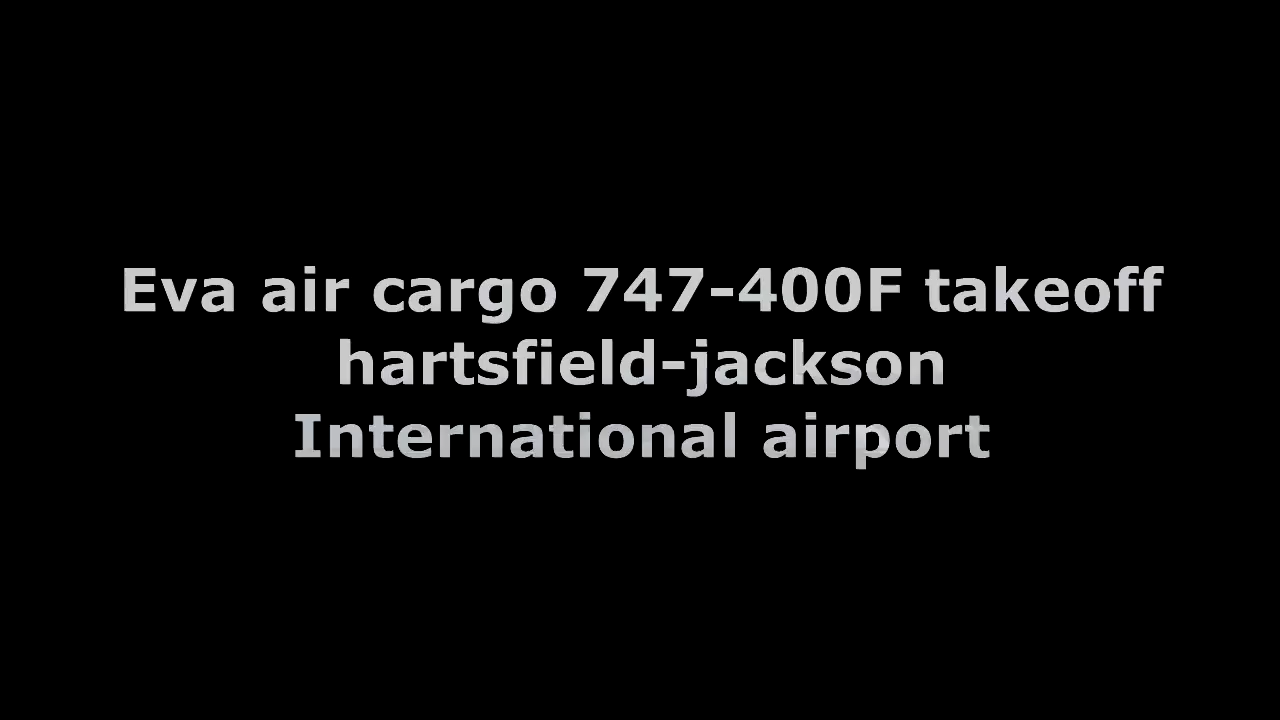 Eva air cargo 747-400F takeoff
hartsfield-jackson
International airport